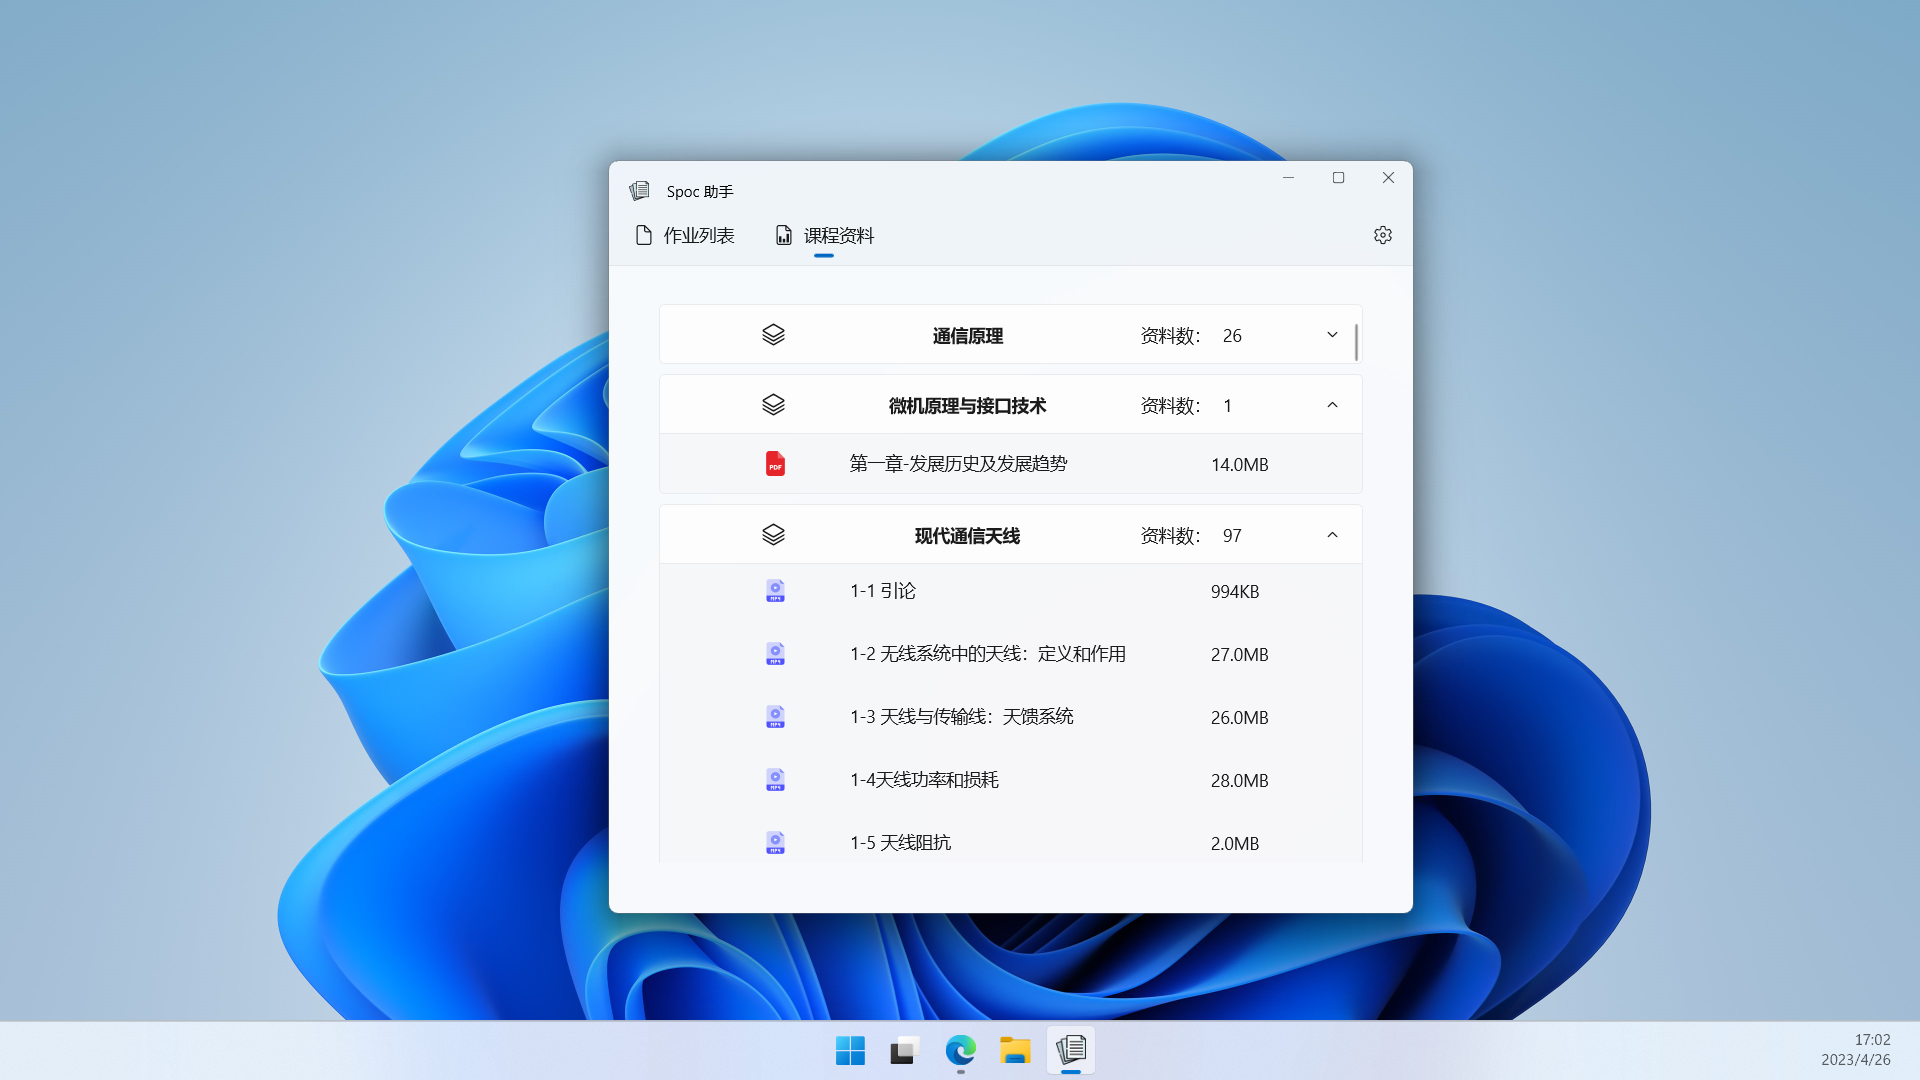 Spoc 助手
作业列表 课程资料
通信原理 资料数： 26
微机原理与接口技术 资料数： 1
PDF 第一章-发展历史及发展趋势 14.0MB
现代通信天线 资料数： 97
MP4 1-1 引论 994KB
MP4 1-2 无线系统中的天线：定义和作用 27.0MB
MP4 1-3 天线与传输线：天馈系统 26.0MB
MP4 1-4天线功率和损耗 28.0MB
MP4 1-5 天线阻抗 2.0MB
17:02
2023/4/26